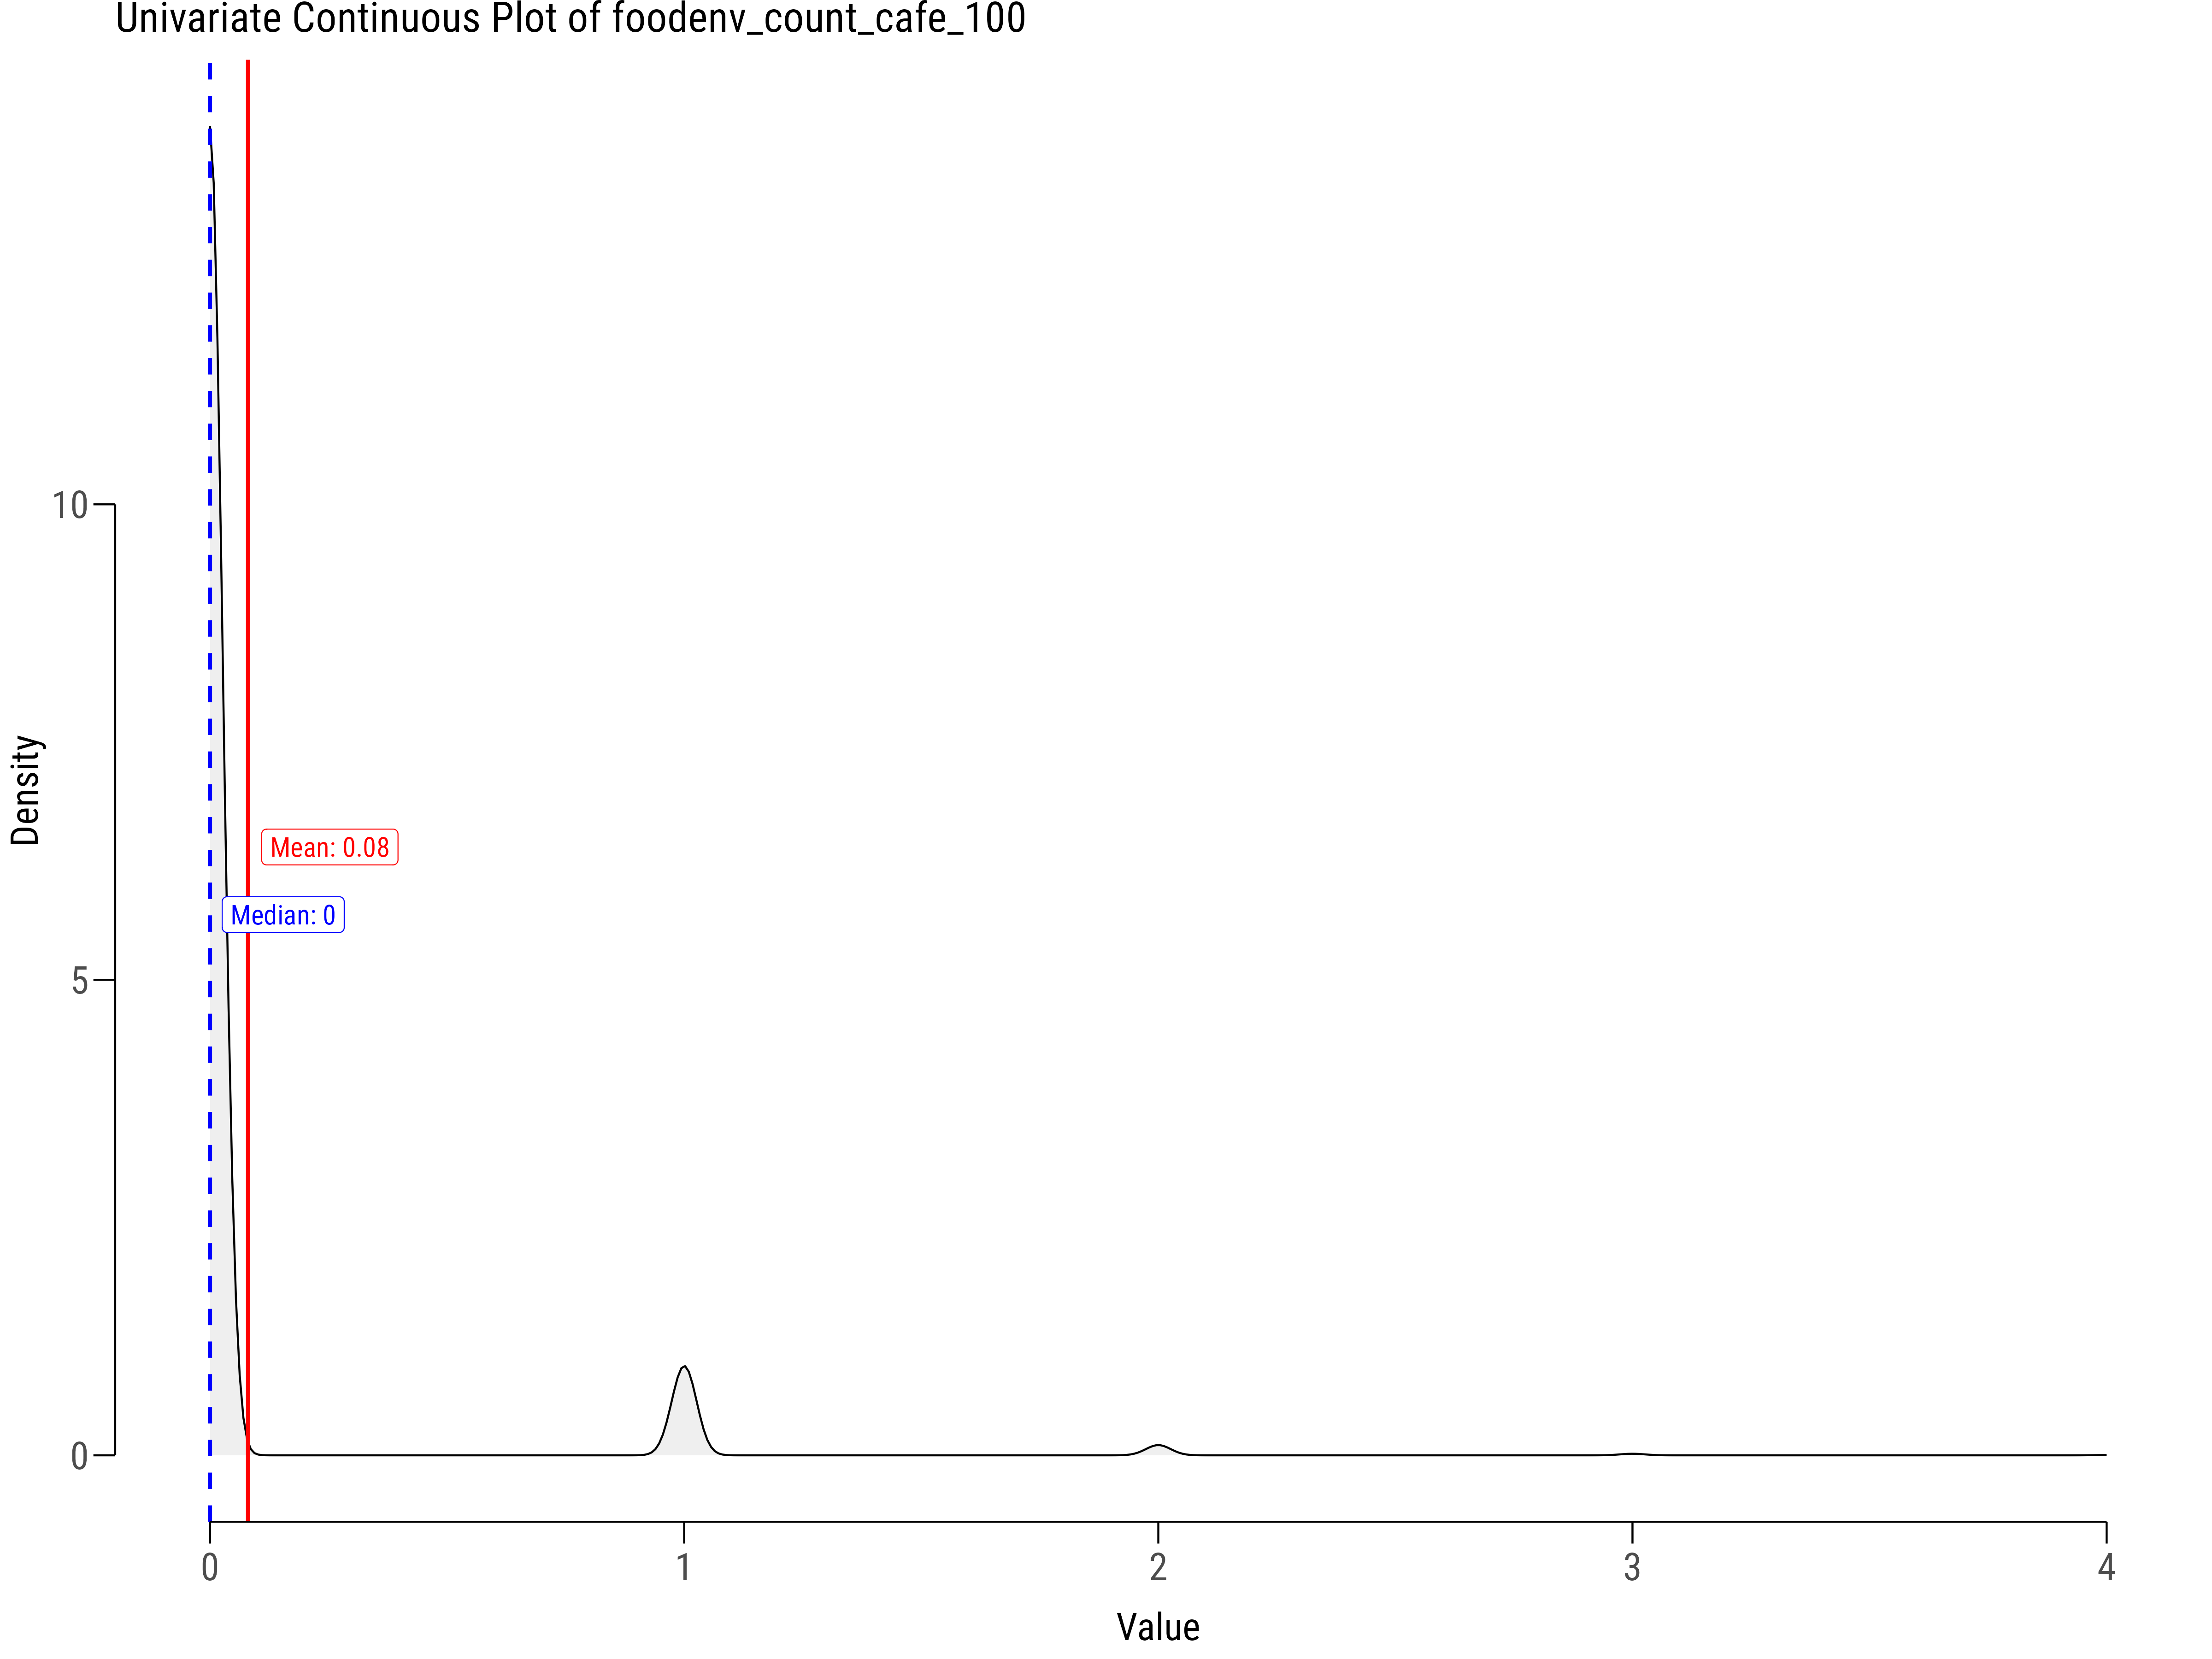 Univariate Continuous Plot of foodenv_count_cafe_100
10
5
0
Density
Mean: 0.08
Median: 0
0 1 2 3 4
Value